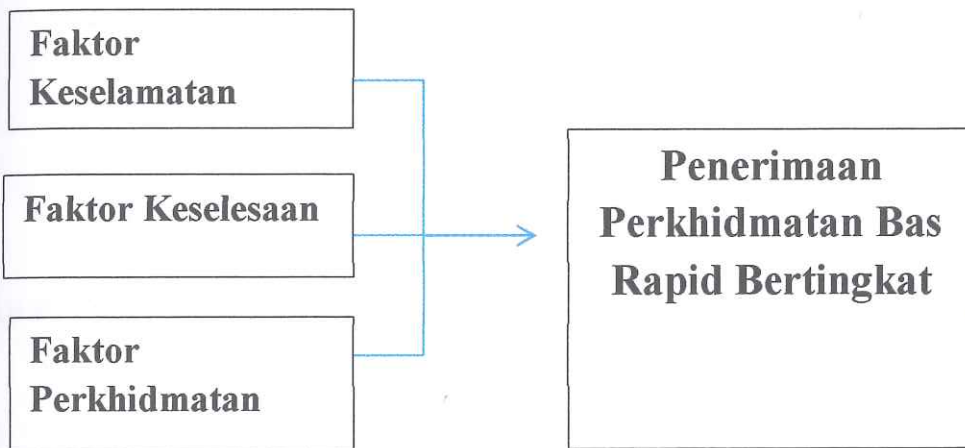 Faktor
Keselamatan
Faktor Keselesaan
Faktor
Perkhidmatan
Penerimaan
Perkhidmatan Bas
Rapid Bertingkat